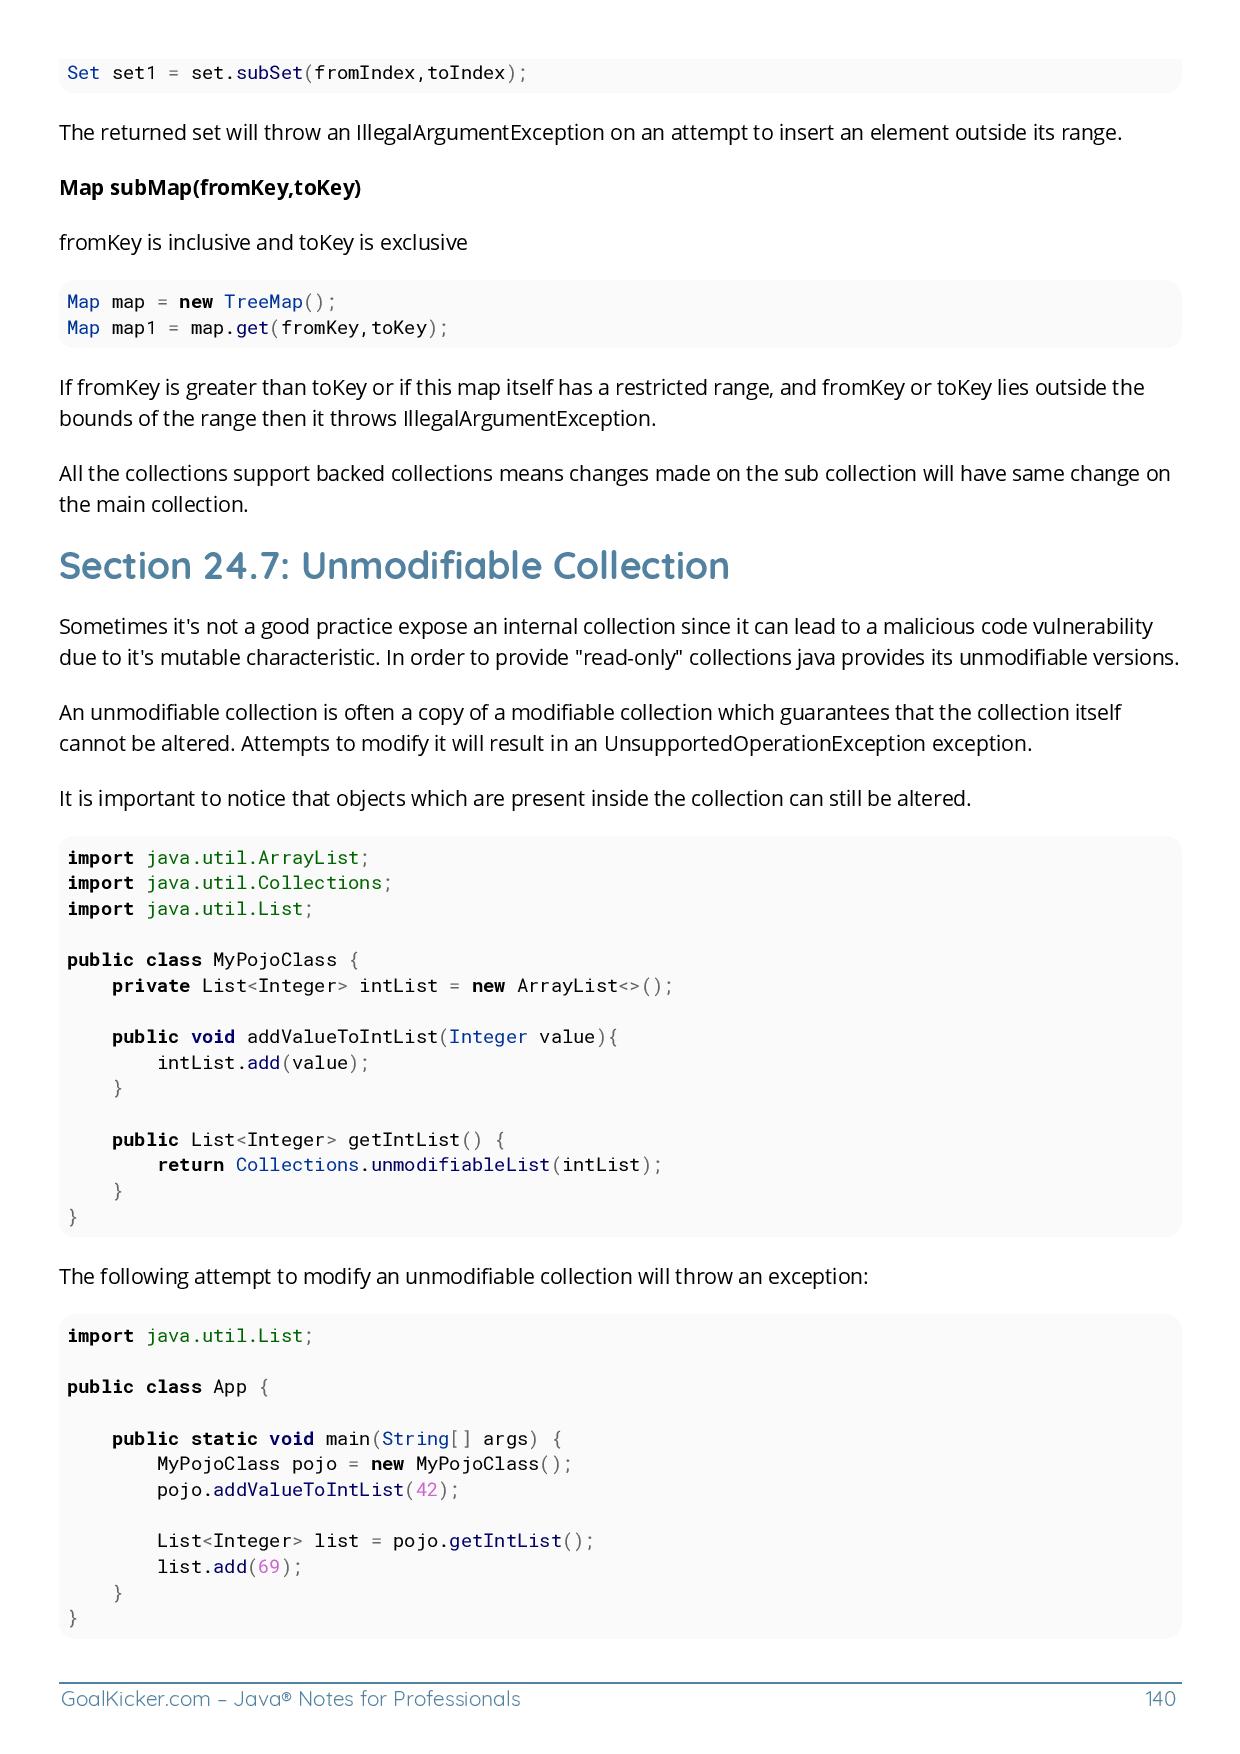 Set set1 = set.subSet(fromIndex,toIndex);
The returned set will throw an IllegalArgumentException on an attempt to insert an element outside its range.
Map subMap(fromKey,toKey)
fromKey is inclusive and toKey is exclusive
Map map = new TreeMap();
Map map1 = map.get(fromKey,toKey);
If fromKey is greater than toKey or if this map itself has a restricted range, and fromKey or toKey lies outside the
bounds of the range then it throws IllegalArgumentException.
All the collections support backed collections means changes made on the sub collection will have same change on
the main collection.
Section 24.7: Unmodifiable Collection
Sometimes it's not a good practice expose an internal collection since it can lead to a malicious code vulnerability
due to it's mutable characteristic. In order to provide "read-only" collections java provides its unmodifiable versions.
An unmodifiable collection is often a copy of a modifiable collection which guarantees that the collection itself
cannot be altered. Attempts to modify it will result in an UnsupportedOperationException exception.
It is important to notice that objects which are present inside the collection can still be altered.
import java.util.ArrayList;
import java.util.Collections;
import java.util.List;
public class MyPojoClass {
    private List<Integer> intList = new ArrayList<>();
    public void addValueToIntList(Integer value){
        intList.add(value);
    }
    public List<Integer> getIntList() {
        return Collections.unmodifiableList(intList);
    }
}
The following attempt to modify an unmodifiable collection will throw an exception:
import java.util.List;
public class App {
    public static void main(String[] args) {
        MyPojoClass pojo = new MyPojoClass();
        pojo.addValueToIntList(42);
        List<Integer> list = pojo.getIntList();
        list.add(69);
    }
}
GoalKicker.com – Java® Notes for Professionals 140